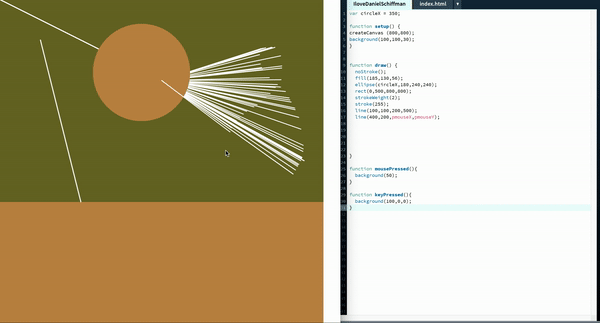 iloveDanielSchiffman index.html
var circleX = 350;
function setup() {
createCanvas (800,800);
background(100,100,30);
}
function draw() {
noStroke();
fill(185,130,56);
ellipse(circleX,180,240,240);
rect(0,500,800,800);
strokeWeight(2);
stroke(255);
line(100,100,200,500);
line(400,200,pmouseX,pmouseY);
}
function mousePressed(){
background(50);
}
function keyPressed(){
background(100,0,0);
}